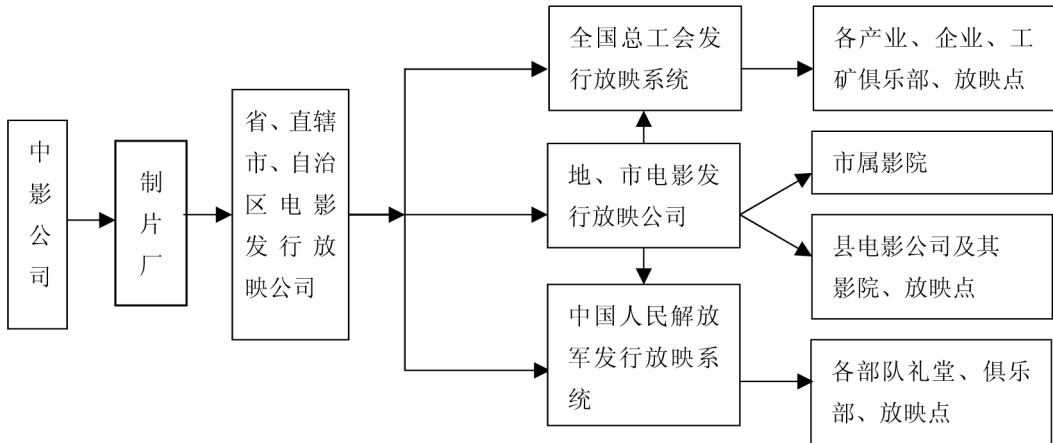 中影公司
制片厂
省、直辖
市、自治
区电影
发行放
映公司
全国总工会发
行放映系统
地、市电影发
行放映公司
中国人民解放
军发行放映系
统
各产业、企业、工
矿俱乐部、放映点
市属影院
县电影公司及其
影院、放映点
各部队礼堂、俱乐
部、放映点